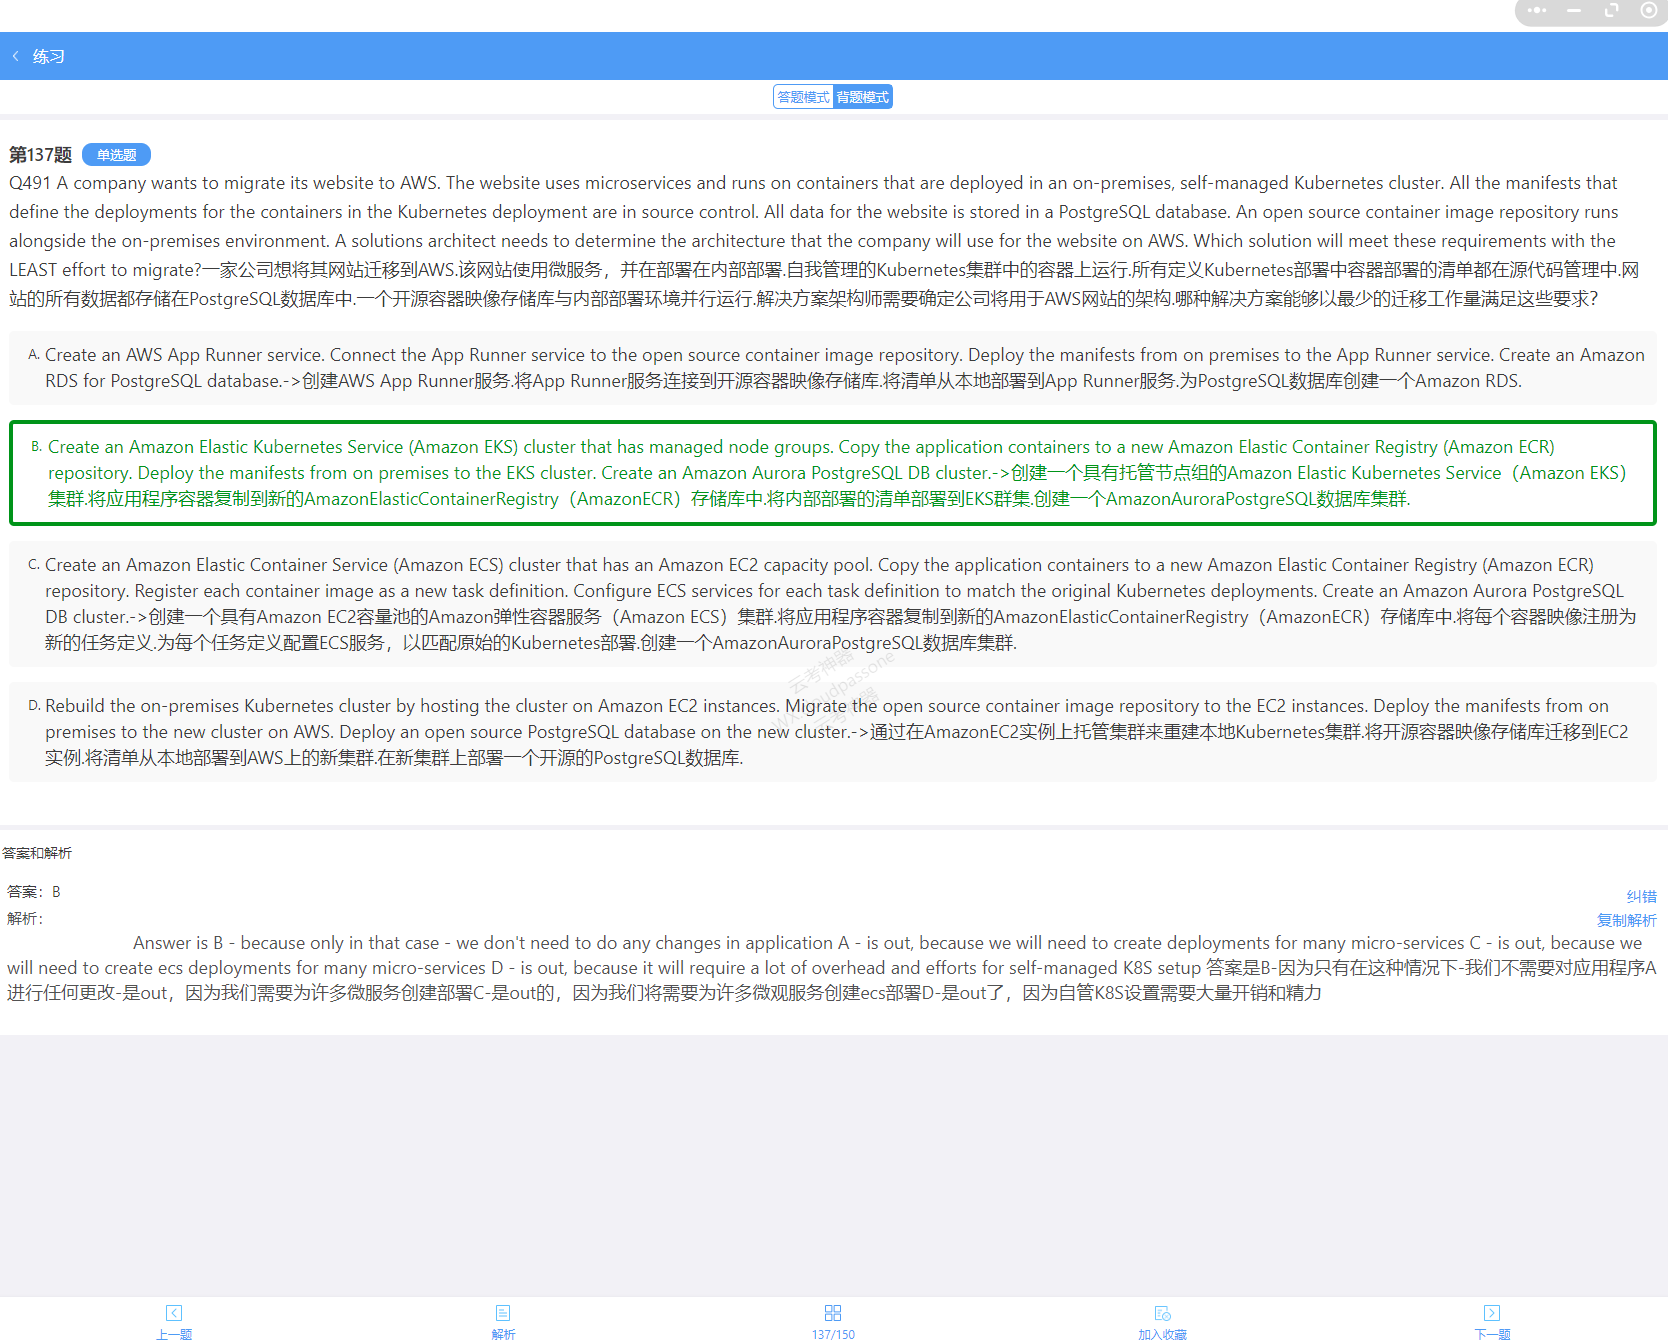 练习
答题模式 背题模式
第137题 单选题
Q491 A company wants to migrate its website to AWS. The website uses microservices and runs on containers that are deployed in an on-premises, self-managed Kubernetes cluster. All the manifests that
define the deployments for the containers in the Kubernetes deployment are in source control. All data for the website is stored in a PostgreSQL database. An open source container image repository runs
alongside the on-premises environment. A solutions architect needs to determine the architecture that the company will use for the website on AWS. Which solution will meet these requirements with the
LEAST effort to migrate?一家公司想将其网站迁移到AWS.该网站使用微服务，并在部署在内部部署.自我管理的Kubernetes集群中的容器上运行.所有定义Kubernetes部署中容器部署的清单都在源代码管理中.网
站的所有数据都存储在PostgreSQL数据库中.一个开源容器映像存储库与内部部署环境并行运行.解决方案架构师需要确定公司将用于AWS网站的架构.哪种解决方案能够以最少的迁移工作量满足这些要求？
A. Create an AWS App Runner service. Connect the App Runner service to the open source container image repository. Deploy the manifests from on premises to the App Runner service. Create an Amazon
RDS for PostgreSQL database.->创建AWS App Runner服务.将App Runner服务连接到开源容器映像存储库.将清单从本地部署到App Runner服务.为PostgreSQL数据库创建一个Amazon RDS.
B. Create an Amazon Elastic Kubernetes Service (Amazon EKS) cluster that has managed node groups. Copy the application containers to a new Amazon Elastic Container Registry (Amazon ECR)
repository. Deploy the manifests from on premises to the EKS cluster. Create an Amazon Aurora PostgreSQL DB cluster.->创建一个具有托管节点组的Amazon Elastic Kubernetes Service（Amazon EKS）
集群.将应用程序容器复制到新的AmazonElasticContainerRegistry（AmazonECR）存储库中.将内部部署的清单部署到EKS群集.创建一个AmazonAuroraPostgreSQL数据库集群.
C. Create an Amazon Elastic Container Service (Amazon ECS) cluster that has an Amazon EC2 capacity pool. Copy the application containers to a new Amazon Elastic Container Registry (Amazon ECR)
repository. Register each container image as a new task definition. Configure ECS services for each task definition to match the original Kubernetes deployments. Create an Amazon Aurora PostgreSQL
DB cluster.->创建一个具有Amazon EC2容量池的Amazon弹性容器服务（Amazon ECS）集群.将应用程序容器复制到新的AmazonElasticContainerRegistry（AmazonECR）存储库中.将每个容器映像注册为
新的任务定义.为每个任务定义配置ECS服务，以匹配原始的Kubernetes部署.创建一个AmazonAuroraPostgreSQL数据库集群.
D. Rebuild the on-premises Kubernetes cluster by hosting the cluster on Amazon EC2 instances. Migrate the open source container image repository to the EC2 instances. Deploy the manifests from on
premises to the new cluster on AWS. Deploy an open source PostgreSQL database on the new cluster.->通过在AmazonEC2实例上托管集群来重建本地Kubernetes集群.将开源容器映像存储库迁移到EC2
实例.将清单从本地部署到AWS上的新集群.在新集群上部署一个开源的PostgreSQL数据库.
云考神器
答案和解析
答案：B
纠错
解析：
复制解析
Answer is B - because only in that case - we don't need to do any changes in application A - is out, because we will need to create deployments for many micro-services C - is out, because we
will need to create ecs deployments for many micro-services D - is out, because it will require a lot of overhead and efforts for self-managed K8S setup 答案是B-因为只有在这种情况下-我们不需要对应用程序A
进行任何更改-是out，因为我们需要为许多微服务创建部署C-是out的，因为我们将需要为许多微观服务创建ecs部署D-是out了，因为自管K8S设置需要大量开销和精力
上一题 解析 137/150 加入收藏 下一题